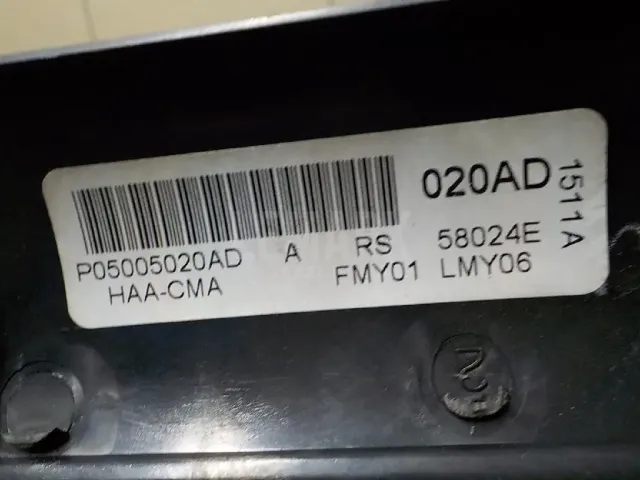 020AD
1511A
P05005020AD A RS 58024E
HAA-CMA FMY01 LMY06